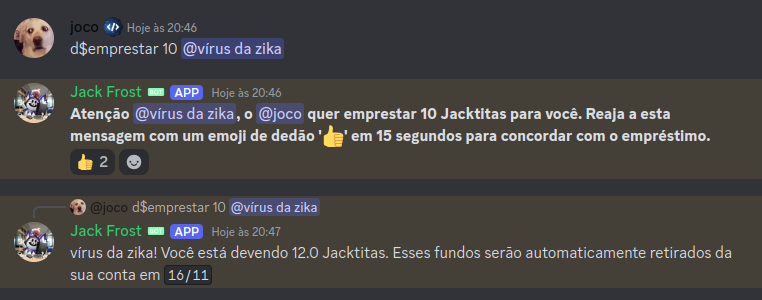 joco Hoje às 20:46
d$emprestar 10 @vírus da zika
Jack Frost BOT APP Hoje às 20:46
Atenção @vírus da zika, o @joco quer emprestar 10 Jacktitas para você. Reaja a esta
mensagem com um emoji de dedão '👍' em 15 segundos para concordar com o empréstimo.
👍 2
@joco d$emprestar 10 @vírus da zika
Jack Frost BOT APP Hoje às 20:47
vírus da zika! Você está devendo 12.0 Jacktitas. Esses fundos serão automaticamente retirados da
sua conta em 16/11